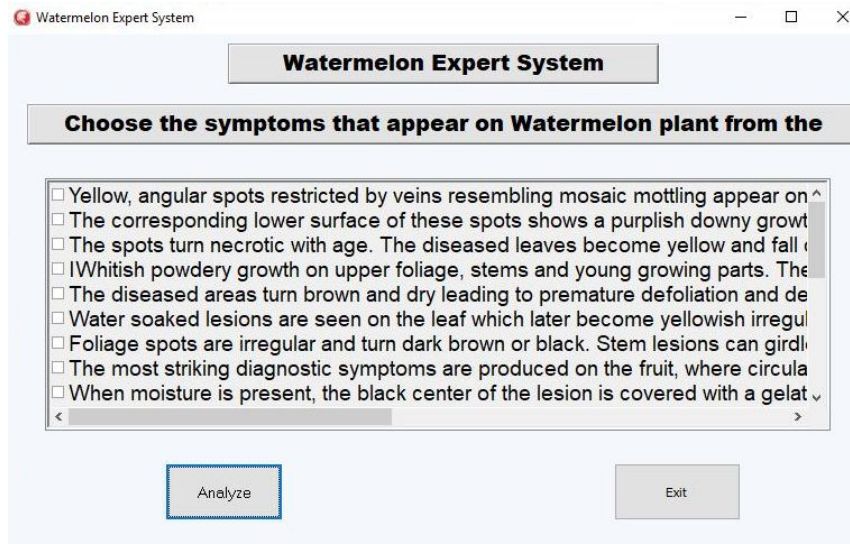 Watermelon Expert System
Watermelon Expert System
Choose the symptoms that appear on Watermelon plant from the
Yellow, angular spots restricted by veins resembling mosaic mottling appear on
The corresponding lower surface of these spots shows a purplish downy growt
The spots turn necrotic with age. The diseased leaves become yellow and fall
IWhitish powdery growth on upper foliage, stems and young growing parts. The
The diseased areas turn brown and dry leading to premature defoliation and de
Water soaked lesions are seen on the leaf which later become yellowish irregul
Foliage spots are irregular and turn dark brown or black. Stem lesions can girdl
The most striking diagnostic symptoms are produced on the fruit, where circula
When moisture is present, the black center of the lesion is covered with a gelat
Analyze Exit